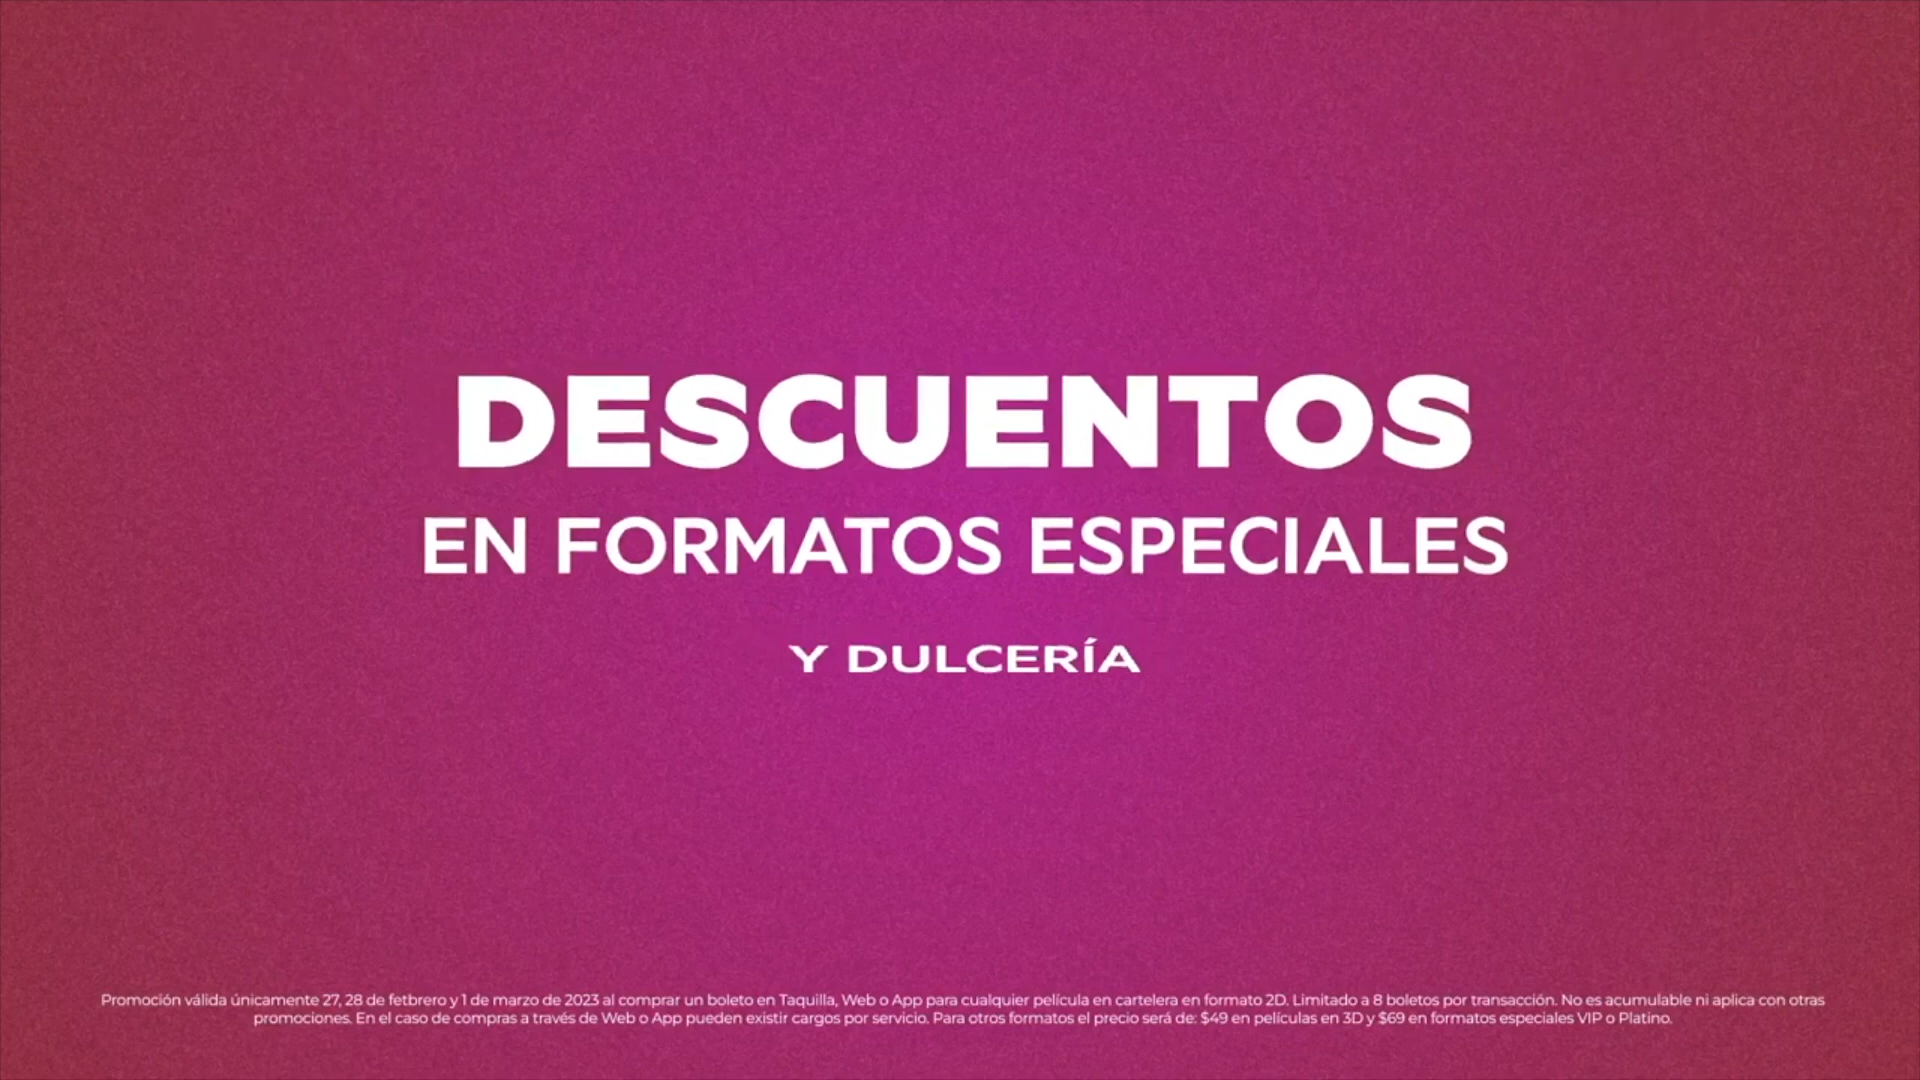 DESCUENTOS
EN FORMATOS ESPECIALES
Y DULCERÍA
Promoción válida únicamente 27, 28 de fetbrero y 1 de marzo de 2023 al comprar un boleto en Taquilla, Web o App para cualquier película en cartelera en formato 2D. Limitado a 8 boletos por transacción. No es acumulable ni aplica con otras
promociones. En el caso de compras a través de Web o App pueden existir cargos por servicio. Para otros formatos el precio será de: $49 en películas en 3D y $69 en formatos especiales VIP o Platino.